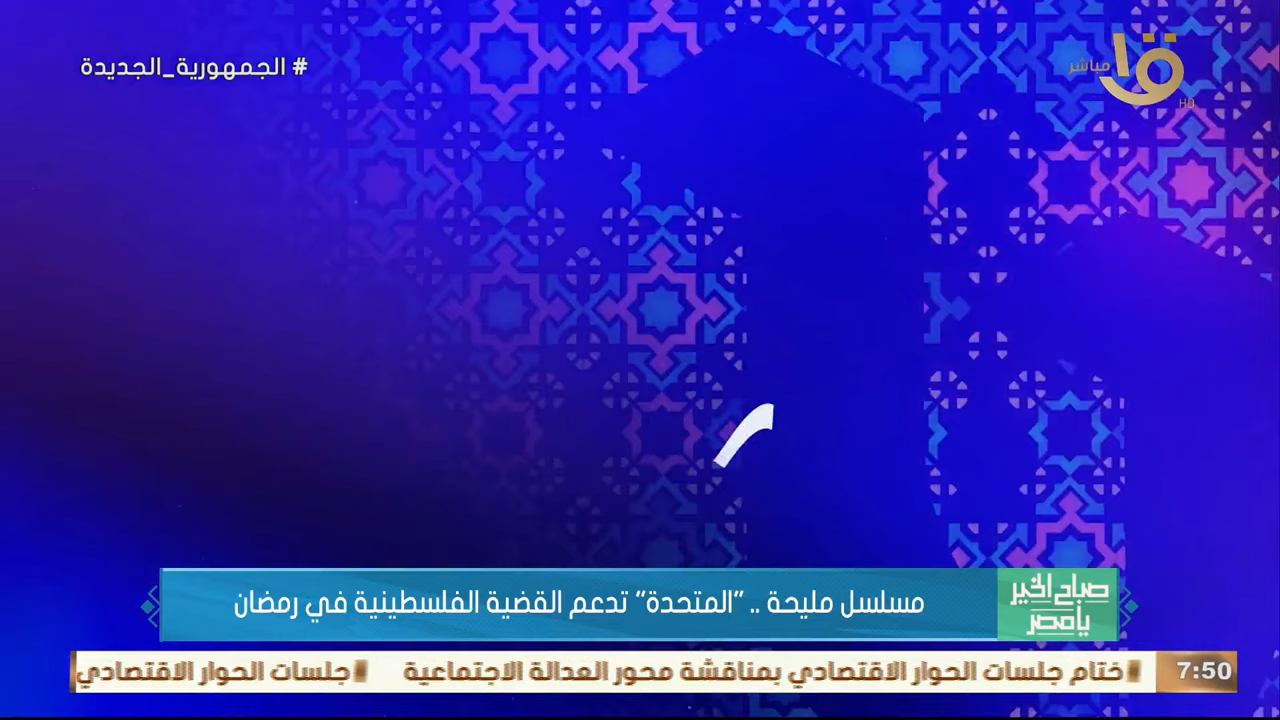 # الجمهورية_الجديدة
مباشر
HD
مسلسل مليحة .. "المتحدة" تدعم القضية الفلسطينية في رمضان
صباح الخير
يا مصر
ختام جلسات الحوار الاقتصادي بمناقشة محور العدالة الاجتماعية
جلسات الحوار الاقتصادي
7:50